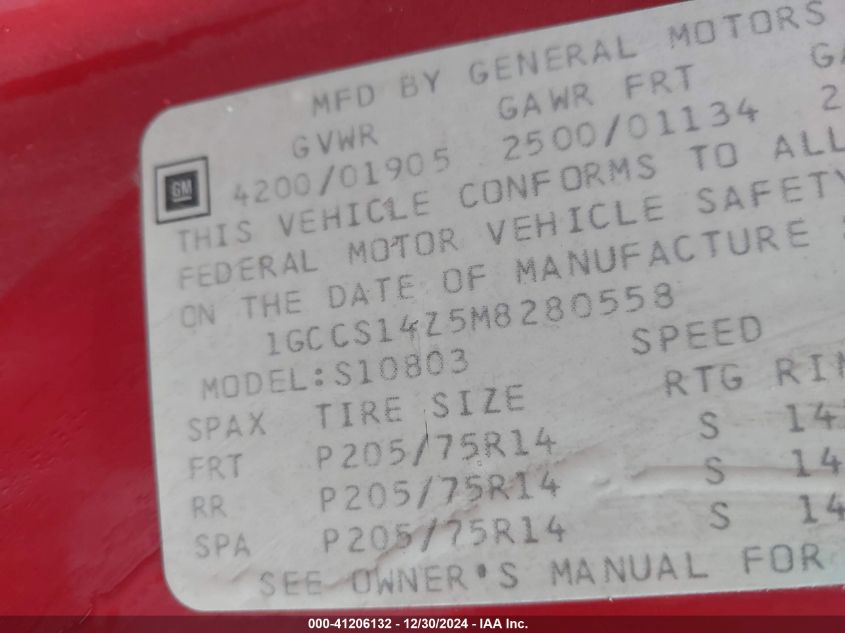 MFD BY GENERAL MOTORS
GVWR GAWR FRT
GM 4200/01905 2500/01134 2
THIS VEHICLE CONFORMS TO ALL
FEDERAL MOTOR VEHICLE SAFETY
ON THE DATE OF MANUFACTURE
1GCCS14Z5M8280558
MODEL:S10803 SPEED
SPAX TIRE SIZE RTG RIM
FRT P205/75R14 S 14
RR P205/75R14 S 14
SPA P205/75R14 S 14
SEE OWNER'S MANUAL FOR
000-41206132 - 12/30/2024 - IAA Inc.